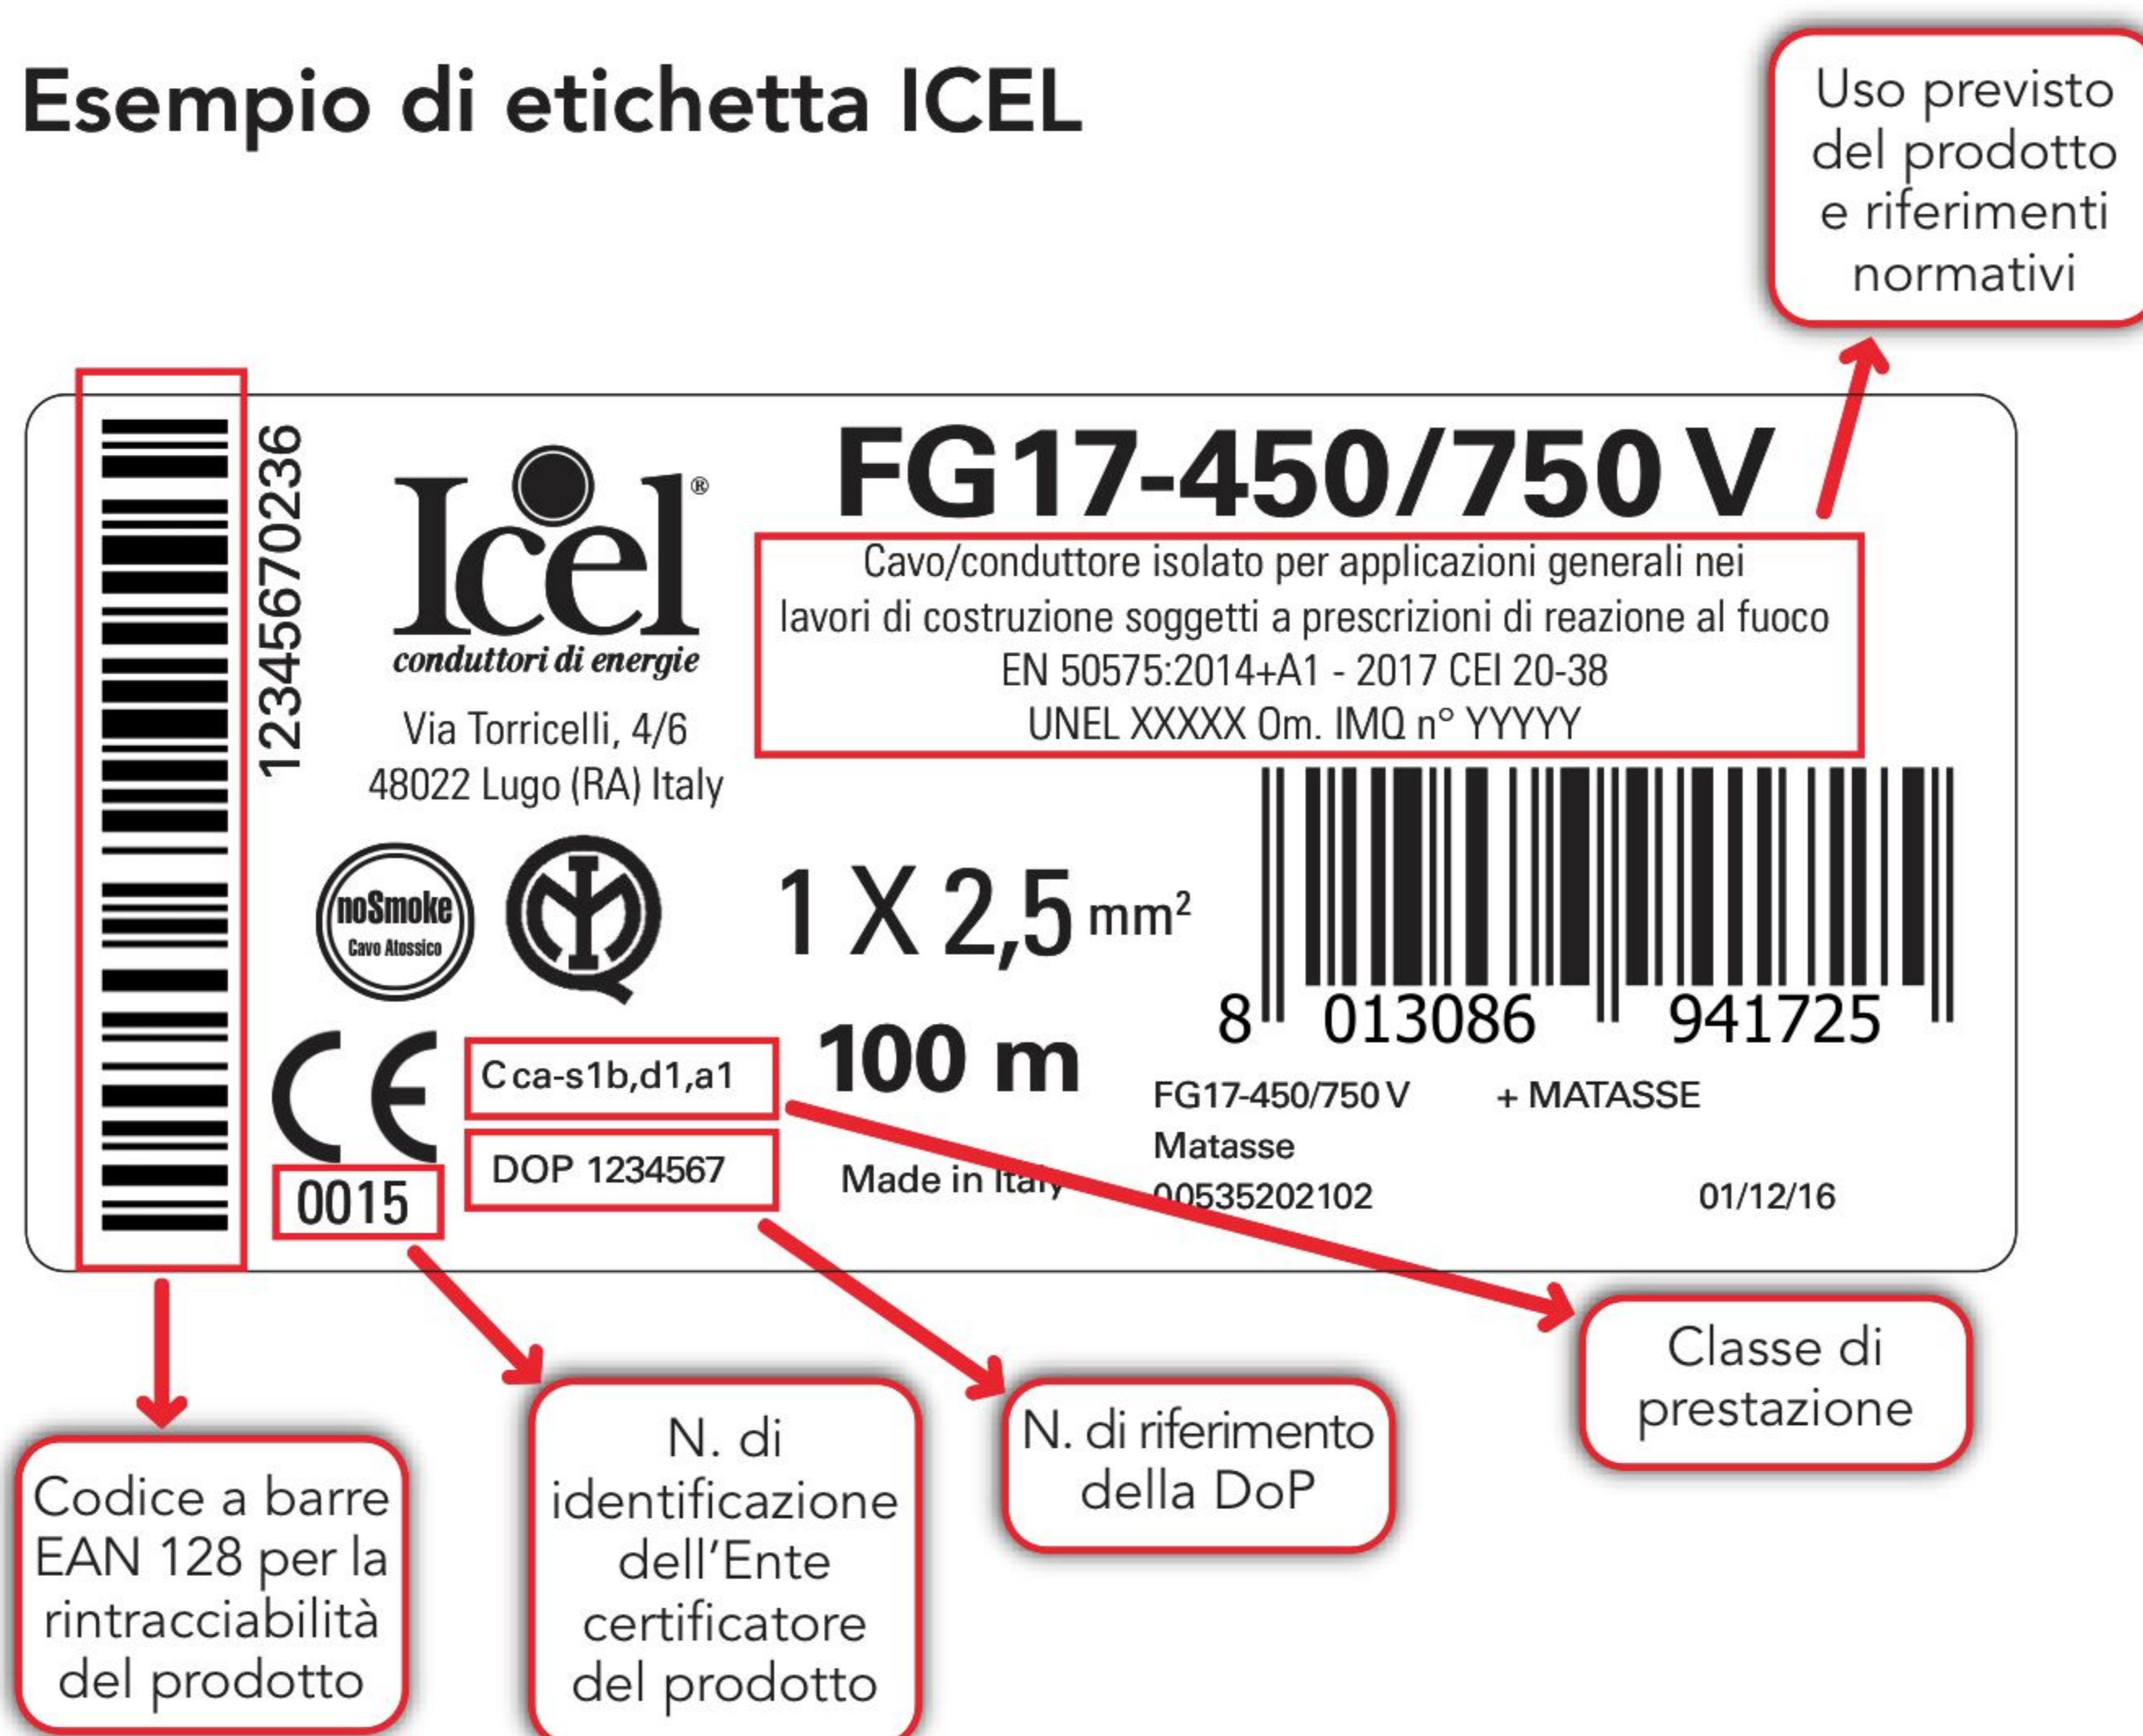 Esempio di etichetta ICEL
Uso previsto
del prodotto
e riferimenti
normativi
12345670236
Icel®
conduttori di energie
Via Torricelli, 4/6
48022 Lugo (RA) Italy
FG17-450/750 V
Cavo/conduttore isolato per applicazioni generali nei
lavori di costruzione soggetti a prescrizioni di reazione al fuoco
EN 50575:2014+A1 - 2017 CEI 20-38
UNEL XXXXX Om. IMQ n° YYYYY
noSmoke
Cavo Atossico
IMQ
1 X 2,5 mm²
100 m
8 013086 941725
CE
0015
Cca-s1b,d1,a1
DOP 1234567
Made in Italy
FG17-450/750 V + MATASSE
Matasse
00535202102 01/12/16
Codice a barre
EAN 128 per la
rintracciabilità
del prodotto
N. di
identificazione
dell'Ente
certificatore
del prodotto
N. di riferimento
della DoP
Classe di
prestazione